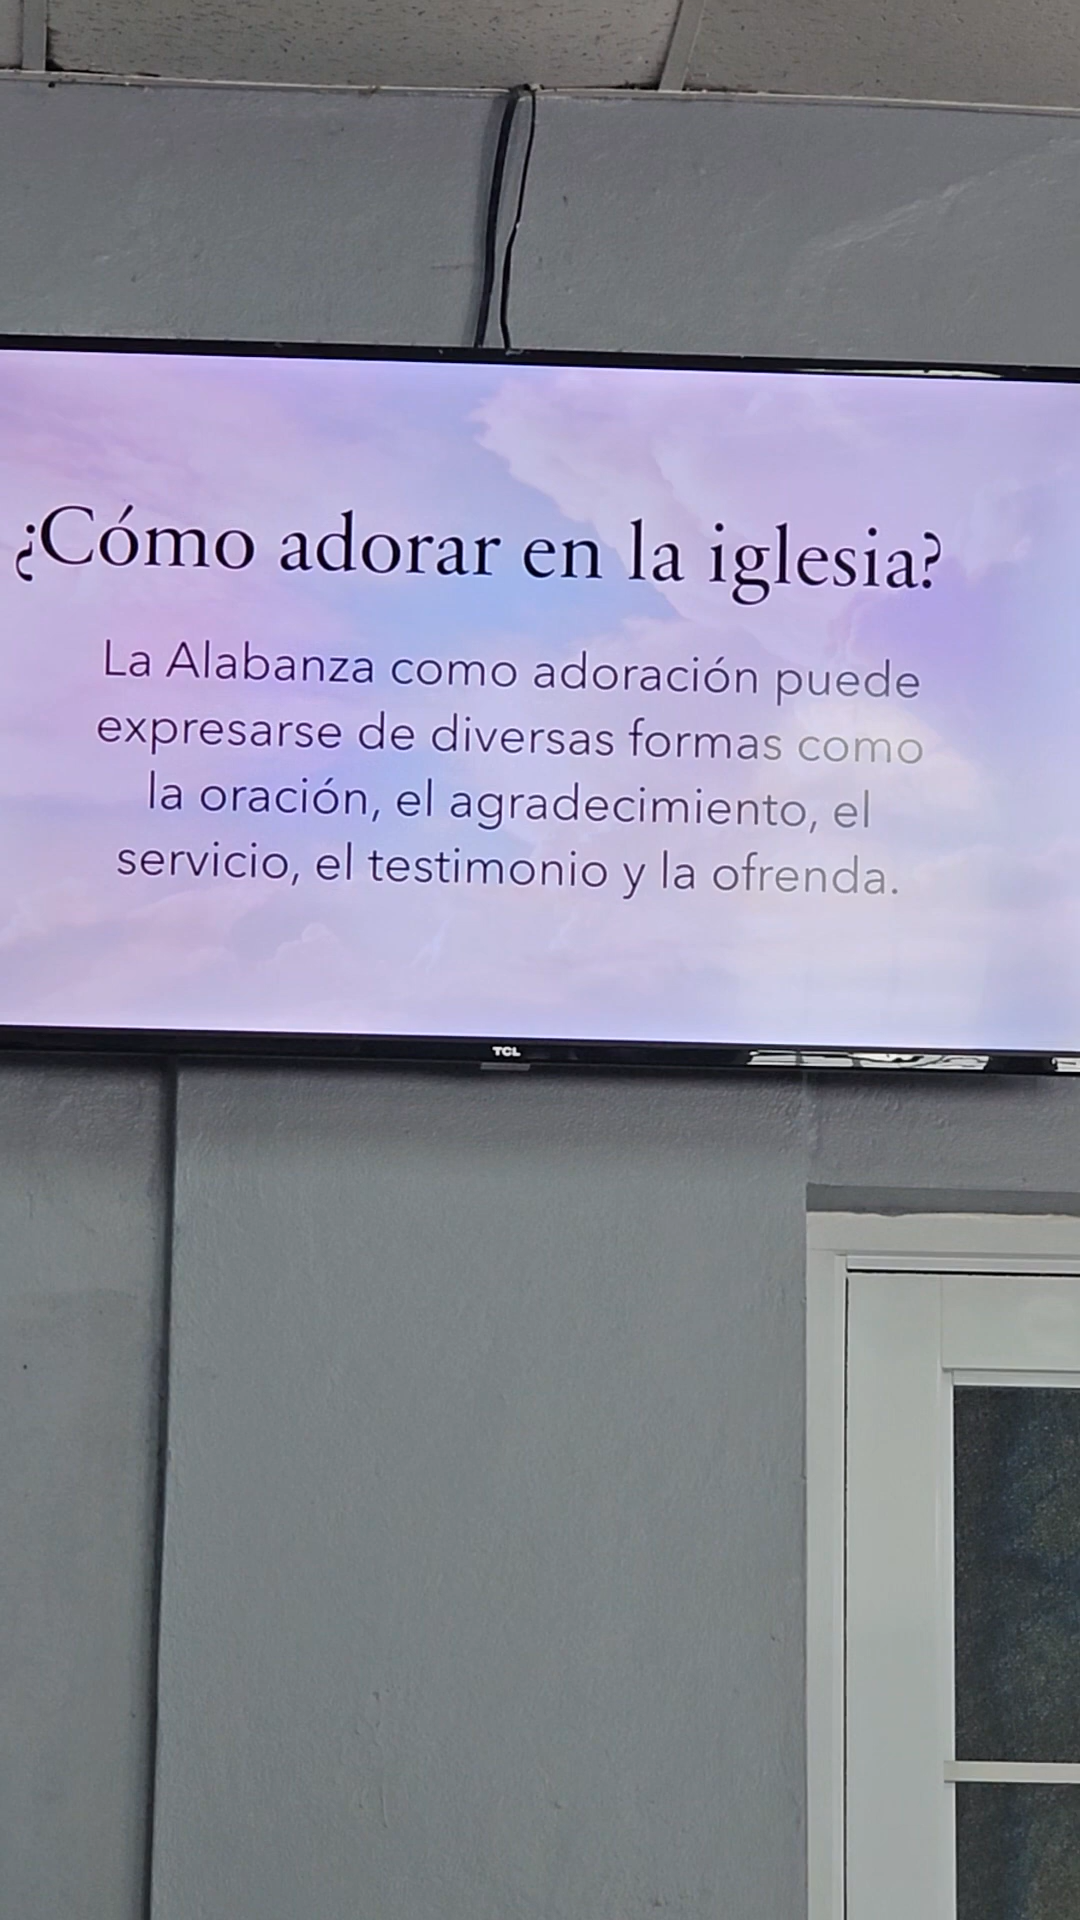 ¿Cómo adorar en la iglesia?
La Alabanza como adoración puede
expresarse de diversas formas como
la oración, el agradecimiento, el
servicio, el testimonio y la ofrenda.
TCL